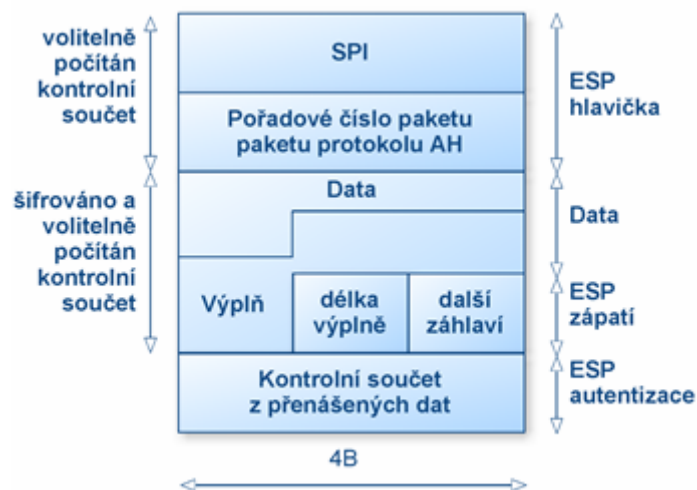 volitelně
počítán
kontrolní
součet
SPI
Pořadové číslo paketu
paketu protokolu AH
ESP
hlavička
šifrováno a
volitelně
počítán
kontrolní
součet
Data
Data
Výplň
délka
výplně
další
záhlaví
ESP
zápatí
Kontrolní součet
z přenášených dat
ESP
autentizace
4B